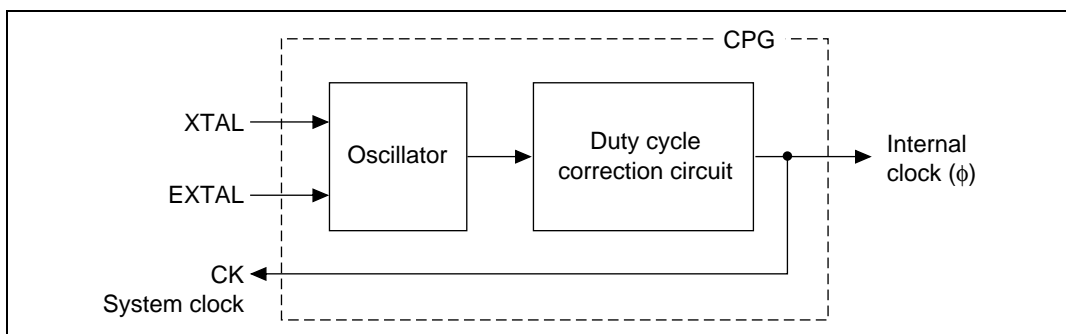 CPG
XTAL
EXTAL
Oscillator
Duty cycle
correction circuit
Internal
clock (ϕ)
CK
System clock